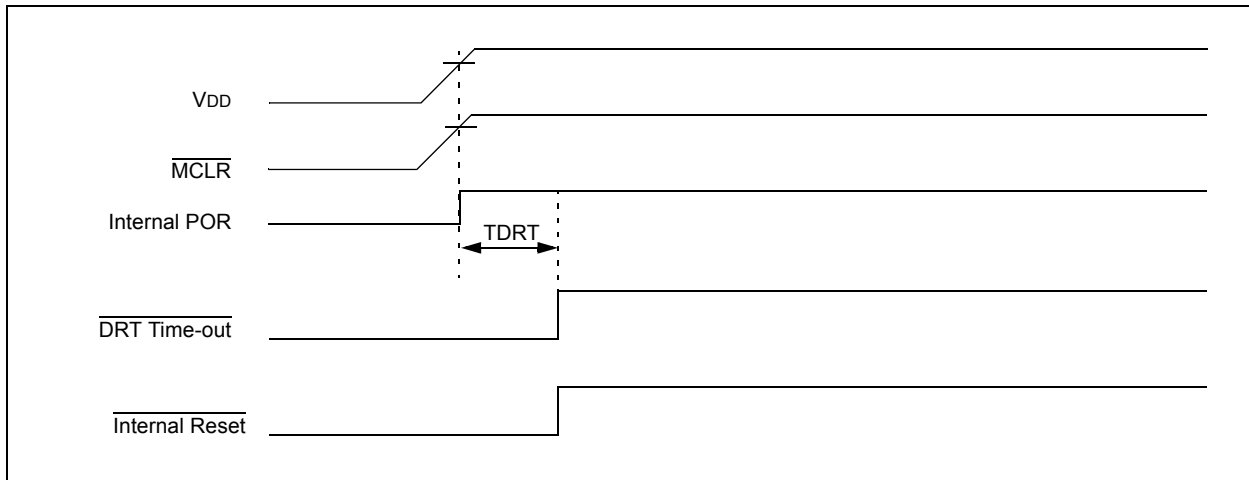 VDD
MCLR
Internal POR
TDRT
DRT Time-out
Internal Reset